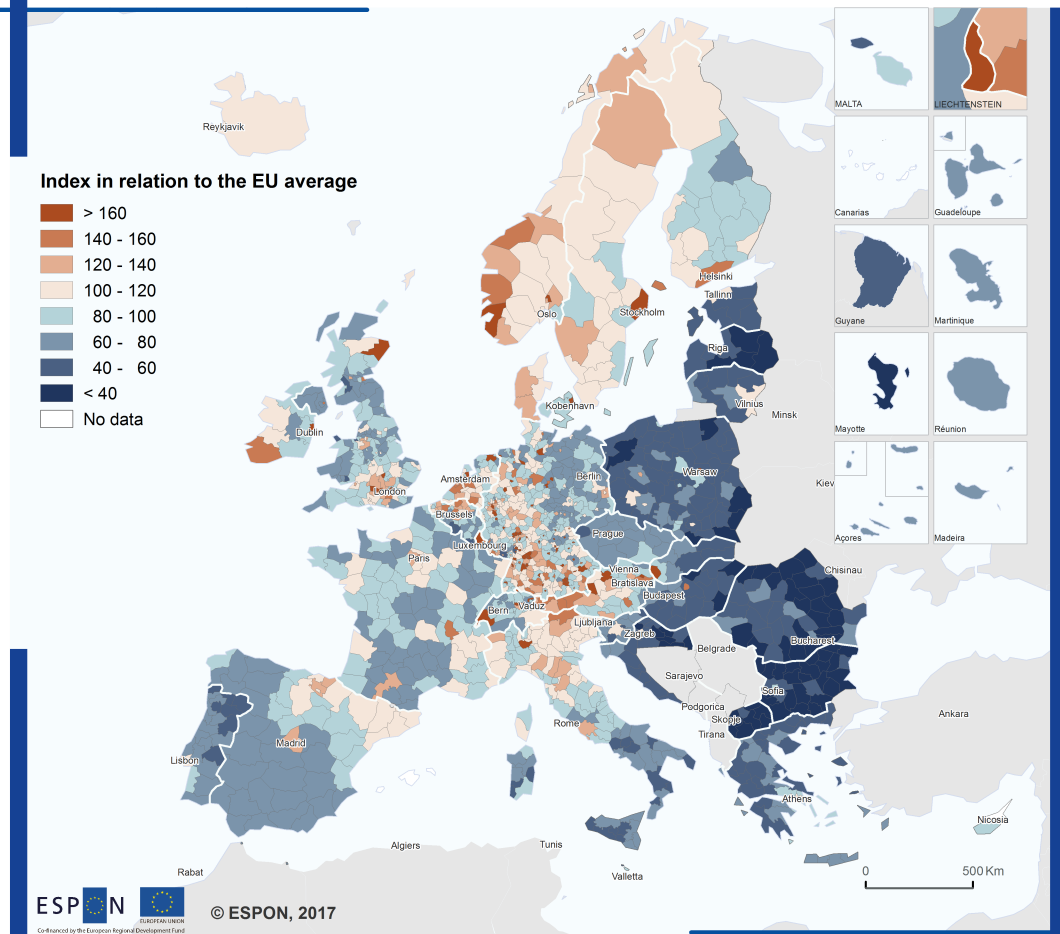 MALTA
LIECHTENSTEIN
Reykjavik
Canarias
Guadeloupe
Index in relation to the EU average
> 160
140 - 160
120 - 140
100 - 120
80 - 100
60 - 80
40 - 60
< 40
No data
Guyane
Martinique
Mayotte
Réunion
Açores
Madeira
Helsinki
Tallinn
Oslo
Stockholm
Riga
Vilnius
Minsk
Kobenhavn
Dublin
London
Amsterdam
Berlin
Warsaw
Kiev
Brussels
Prague
Luxembourg
Paris
Vienna
Bratislava
Chisinau
Budapest
Bern
Vaduz
Ljubljana
Zagreb
Belgrade
Bucharest
Sarajevo
Sofia
Podgorica
Skopje
Tirana
Ankara
Rome
Madrid
Lisbon
Athens
Nicosia
Algiers
Tunis
Rabat
Valletta
0 500 Km
ESPON
EUROPEAN UNION
Co-financed by the European Regional Development Fund
© ESPON, 2017